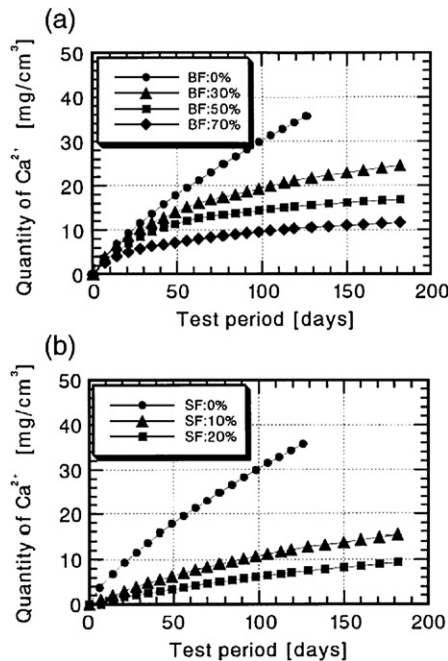 (a)
50
40
30
20
10
0
Quantity of Ca²⁺ [mg/cm³]
BF:0%
BF:30%
BF:50%
BF:70%
0 50 100 150 200
Test period [days]
(b)
50
40
30
20
10
0
Quantity of Ca²⁺ [mg/cm³]
SF:0%
SF:10%
SF:20%
0 50 100 150 200
Test period [days]